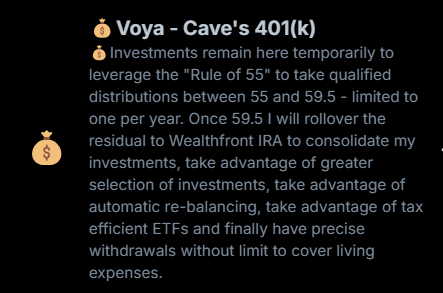 💰 Voya - Cave's 401(k)
💰 Investments remain here temporarily to
leverage the "Rule of 55" to take qualified
distributions between 55 and 59.5 - limited to
one per year. Once 59.5 I will rollover the
residual to Wealthfront IRA to consolidate my
investments, take advantage of greater
selection of investments, take advantage of
automatic re-balancing, take advantage of tax
efficient ETFs and finally have precise
withdrawals without limit to cover living
expenses.